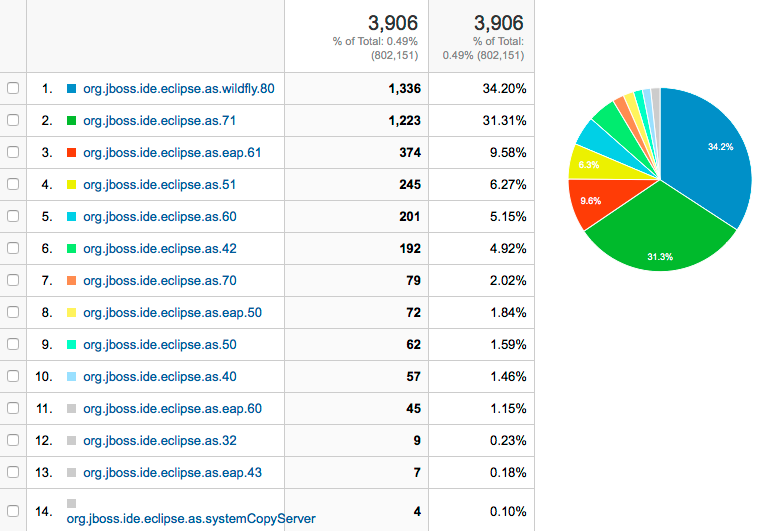 3,906 3,906
% of Total: 0.49% % of Total:
(802,151) 0.49% (802,151)
1. org.jboss.ide.eclipse.as.wildfly.80 1,336 34.20%
2. org.jboss.ide.eclipse.as.71 1,223 31.31%
3. org.jboss.ide.eclipse.as.eap.61 374 9.58%
4. org.jboss.ide.eclipse.as.51 245 6.27%
5. org.jboss.ide.eclipse.as.60 201 5.15%
6. org.jboss.ide.eclipse.as.42 192 4.92%
7. org.jboss.ide.eclipse.as.70 79 2.02%
8. org.jboss.ide.eclipse.as.eap.50 72 1.84%
9. org.jboss.ide.eclipse.as.50 62 1.59%
10. org.jboss.ide.eclipse.as.40 57 1.46%
11. org.jboss.ide.eclipse.as.eap.60 45 1.15%
12. org.jboss.ide.eclipse.as.32 9 0.23%
13. org.jboss.ide.eclipse.as.eap.43 7 0.18%
14. org.jboss.ide.eclipse.as.systemCopyServer 4 0.10%
34.2%
6.3%
9.6%
31.3%